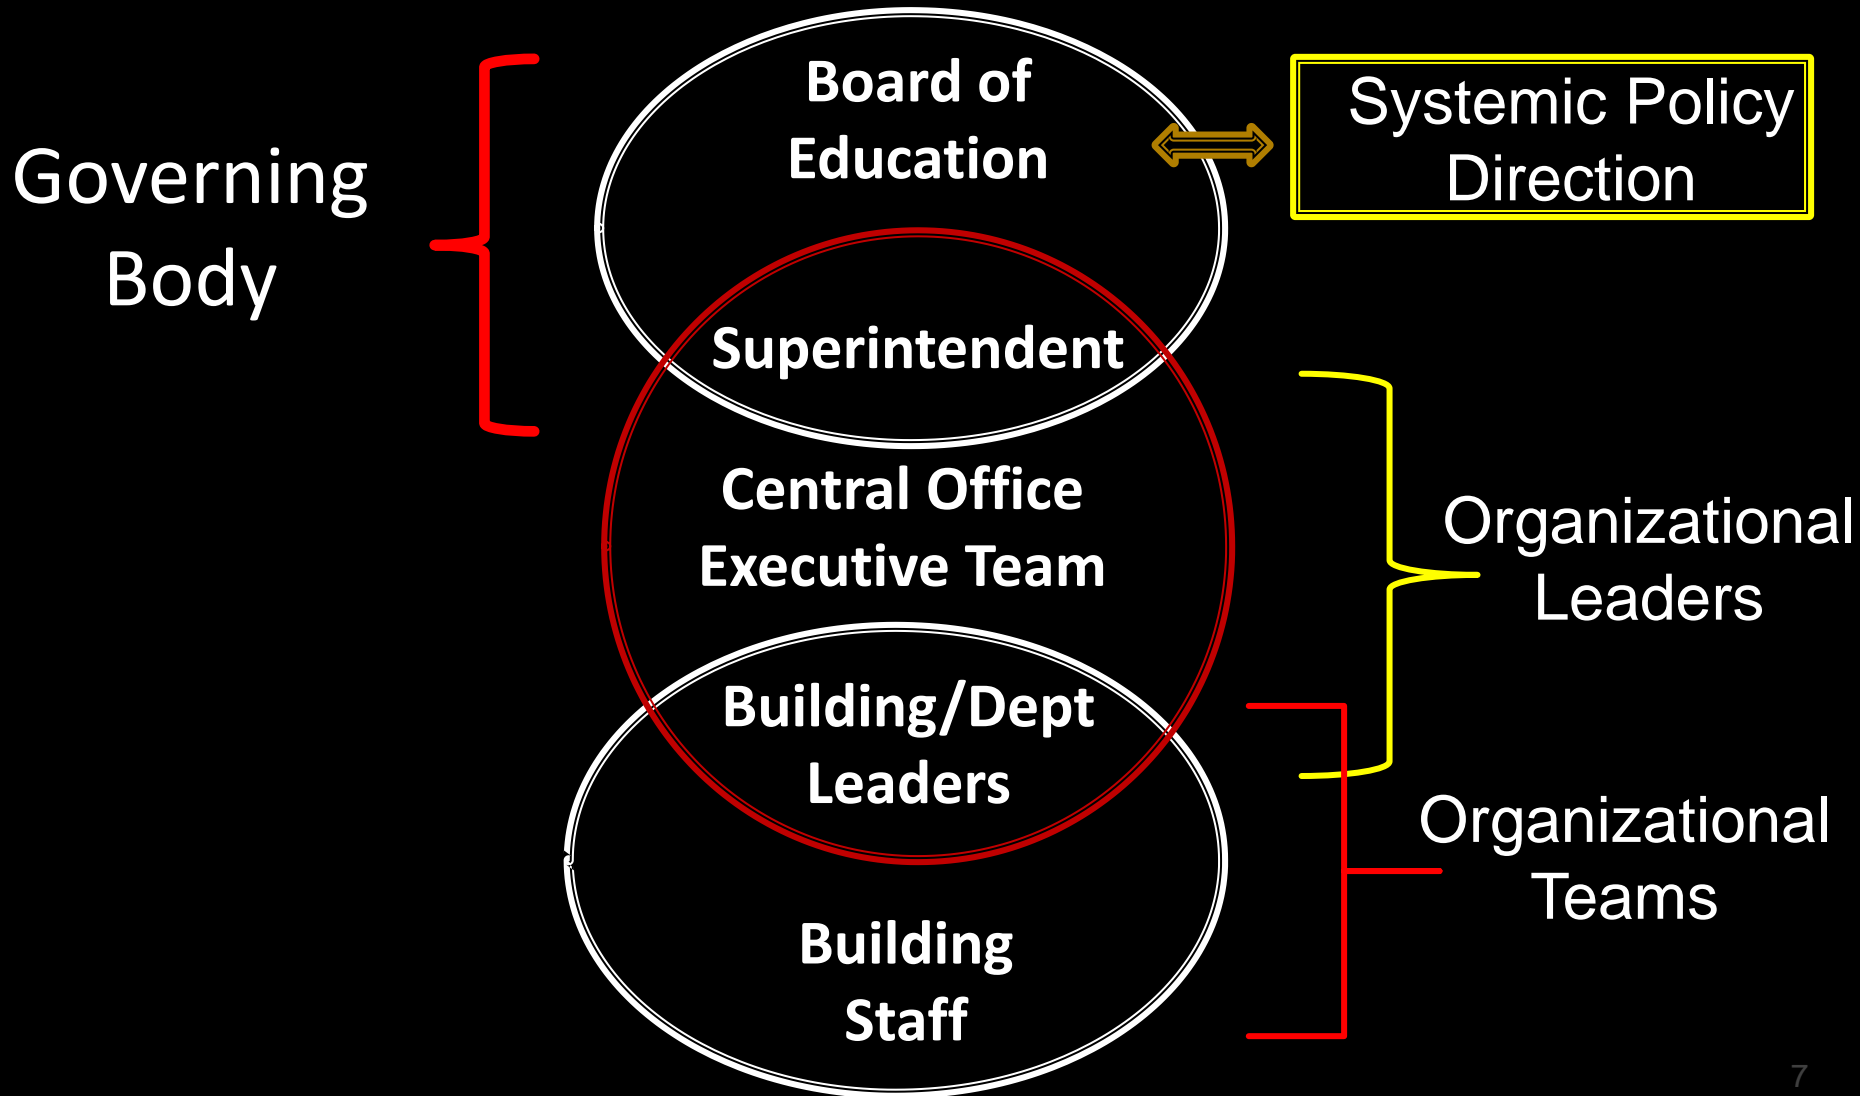 Governing
Body
Board of
Education
Systemic Policy
Direction
Superintendent
Central Office
Executive Team
Organizational
Leaders
Building/Dept
Leaders
Organizational
Teams
Building
Staff
7